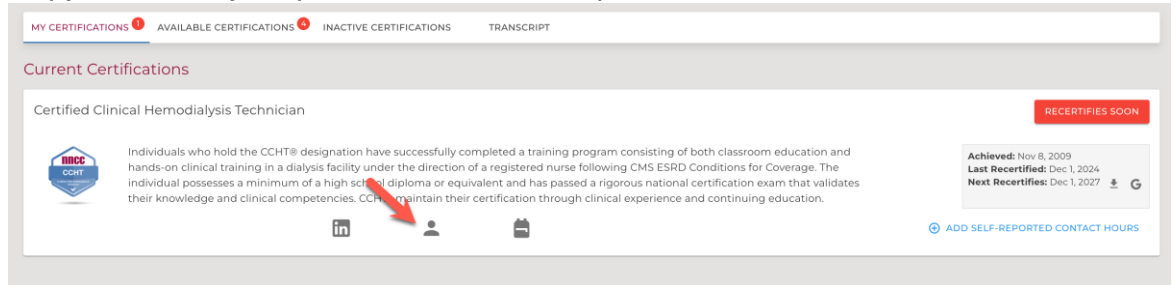 MY CERTIFICATIONS 1 AVAILABLE CERTIFICATIONS 4 INACTIVE CERTIFICATIONS TRANSCRIPT
Current Certifications
Certified Clinical Hemodialysis Technician
RECERTIFIES SOON
nncc
CCHT
Individuals who hold the CCHT® designation have successfully completed a training program consisting of both classroom education and
hands-on clinical training in a dialysis facility under the direction of a registered nurse following CMS ESRD Conditions for Coverage. The
individual possesses a minimum of a high school diploma or equivalent and has passed a rigorous national certification exam that validates
their knowledge and clinical competencies. maintain their certification through clinical experience and continuing education.
Achieved: Nov 8, 2009
Last Recertified: Dec 1, 2024
Next Recertifies: Dec 1, 2027
G
in
ADD SELF-REPORTED CONTACT HOURS